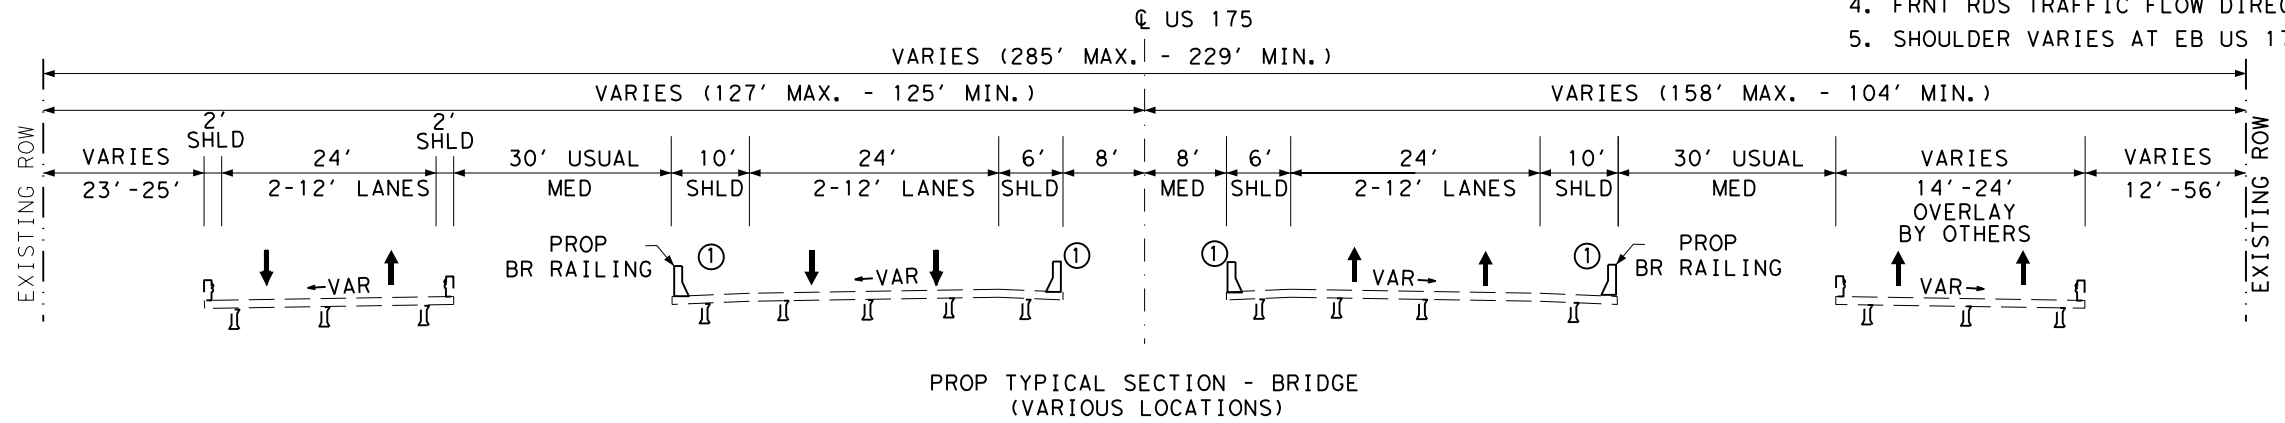 4. FRNT RDS TRAFFIC FLOW
5. SHOULDER VARIES AT EB US
℄ US 175
VARIES (285' MAX. - 229' MIN.)
VARIES (127' MAX. - 125' MIN.)
VARIES (158' MAX. - 104' MIN.)
EXISTING ROW
VARIES
23'-25'
2'
SHLD
24'
2-12' LANES
2'
SHLD
30' USUAL
MED
10'
SHLD
24'
2-12' LANES
6'
SHLD
8'
8'
MED
6'
SHLD
24'
2-12' LANES
10'
SHLD
30' USUAL
MED
VARIES
14'-24'
OVERLAY
BY OTHERS
VARIES
12'-56'
EXISTING ROW
VAR
PROP
BR RAILING
1
VAR
1
1
VAR
1
PROP
BR RAILING
VAR
PROP TYPICAL SECTION - BRIDGE
(VARIOUS LOCATIONS)